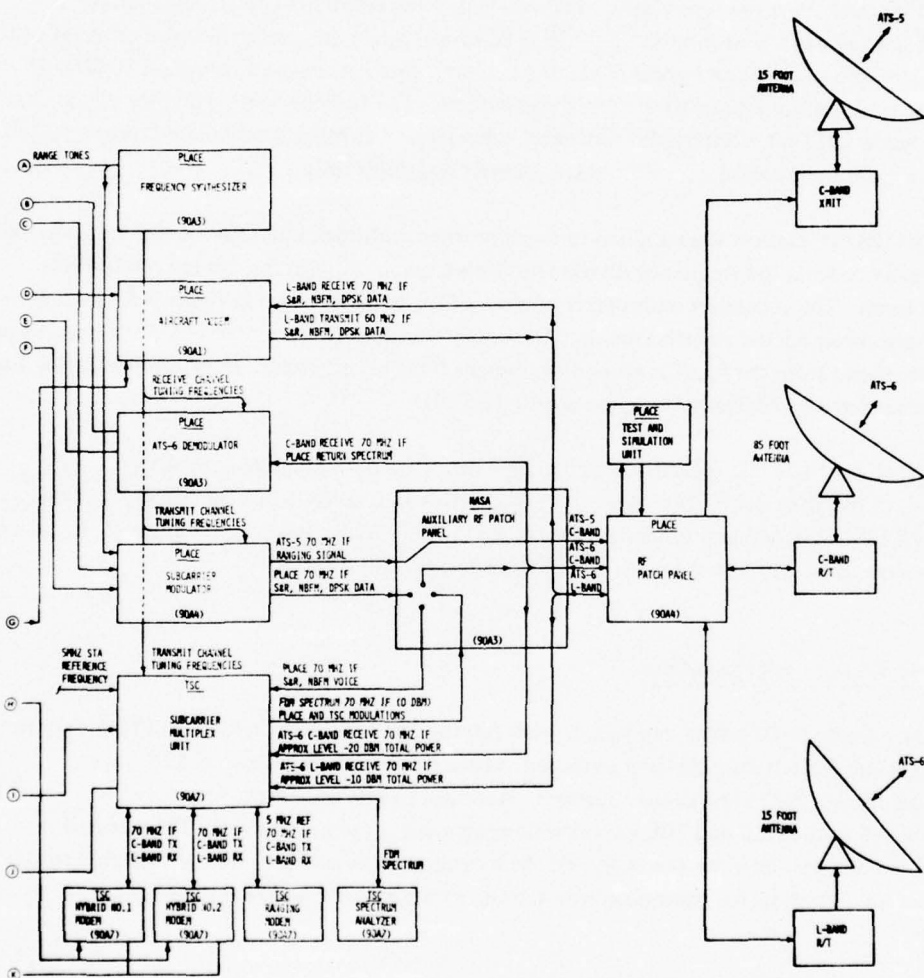 ATS-5
15 FOOT
ANTENNA
C-BAND
XMIT
A
RANGE TONES
B
C
D
E
F
G
H
I
J
K
PLACE
FREQUENCY SYNTHESIZER
(90A3)
PLACE
AIRCRAFT MODEM
(90A1)
L-BAND RECEIVE 70 MHZ IF
S&R, NBFM, DPSK DATA
L-BAND TRANSMIT 60 MHZ IF
S&R, NBFM, DPSK DATA
RECEIVE CHANNEL
TUNING FREQUENCIES
PLACE
ATS-6 DEMODULATOR
(90A3)
C-BAND RECEIVE 70 MHZ IF
PLACE RETURN SPECTRUM
TRANSMIT CHANNEL
TUNING FREQUENCIES
PLACE
SUBCARRIER
MODULATOR
(90A4)
ATS-5 70 MHZ IF
RANGING SIGNAL
PLACE 70 MHZ IF
S&R, NBFM, DPSK DATA
NASA
AUXILIARY RF PATCH
PANEL
(90A3)
PLACE
TEST AND
SIMULATION
UNIT
ATS-5
C-BAND
ATS-6
C-BAND
ATS-6
L-BAND
PLACE
RF
PATCH PANEL
(90A4)
ATS-6
85 FOOT
ANTENNA
C-BAND
R/T
5MHZ STA
REFERENCE
FREQUENCY
TRANSMIT CHANNEL
TUNING FREQUENCIES
TSC
SUBCARRIER
MULTIPLEX
UNIT
(90A7)
PLACE 70 MHZ IF
S&R, NBFM VOICE
FDM SPECTRUM 70 MHZ IF (0 DBM)
PLACE AND TSC MODULATIONS
ATS-6 C-BAND RECEIVE 70 MHZ IF
APPROX LEVEL -20 DBM TOTAL POWER
ATS-6 L-BAND RECEIVE 70 MHZ IF
APPROX LEVEL -10 DBM TOTAL POWER
70 MHZ IF
C-BAND TX
L-BAND RX
70 MHZ IF
C-BAND TX
L-BAND RX
5 MHZ REF
70 MHZ IF
C-BAND TX
L-BAND RX
FDM
SPECTRUM
TSC
HYBRID NO.1
MODEM
(90A7)
TSC
HYBRID NO.2
MODEM
(90A7)
TSC
RANGING
MODEM
(90A7)
TSC
SPECTRUM
ANALYZER
(90A7)
ATS-6
15 FOOT
ANTENNA
L-BAND
R/T